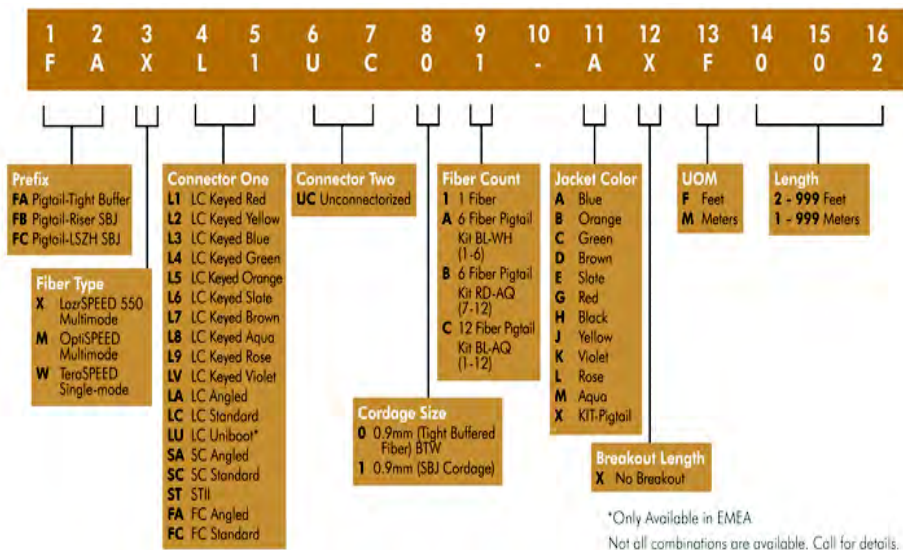 1 2 3 4 5 6 7 8 9 10 11 12 13 14 15 16
F A X L 1 U C 0 1 - A X F 0 0 2
Prefix
FA Pigtail-Tight Buffer
FB Pigtail-Riser SBJ
FC Pigtail-LSZH SBJ
Fiber Type
X LazrSPEED 550
Multimode
M OptiSPEED
Multimode
W TeraSPEED
Single-mode
Connector One
L1 LC Keyed Red
L2 LC Keyed Yellow
L3 LC Keyed Blue
L4 LC Keyed Green
L5 LC Keyed Orange
L6 LC Keyed Slate
L7 LC Keyed Brown
L8 LC Keyed Aqua
L9 LC Keyed Rose
LV LC Keyed Violet
LA LC Angled
LC LC Standard
LU LC Uniboot*
SA SC Angled
SC SC Standard
ST STII
FA FC Angled
FC FC Standard
Connector Two
UC Unconnectorized
Cordage Size
0 0.9mm (Tight Buffered
Fiber) BTW
1 0.9mm (SBJ Cordage)
Fiber Count
1 1 Fiber
A 6 Fiber Pigtail
Kit BL-WH
(1-6)
B 6 Fiber Pigtail
Kit RD-AQ
(7-12)
C 12 Fiber Pigtail
Kit BL-AQ
(1-12)
Jacket Color
A Blue
B Orange
C Green
D Brown
E Slate
G Red
H Black
J Yellow
K Violet
L Rose
M Aqua
X KIT-Pigtail
Breakout Length
X No Breakout
UOM
F Feet
M Meters
Length
2 - 999 Feet
1 - 999 Meters
*Only Available in EMEA
Not all combinations are available. Call for details.